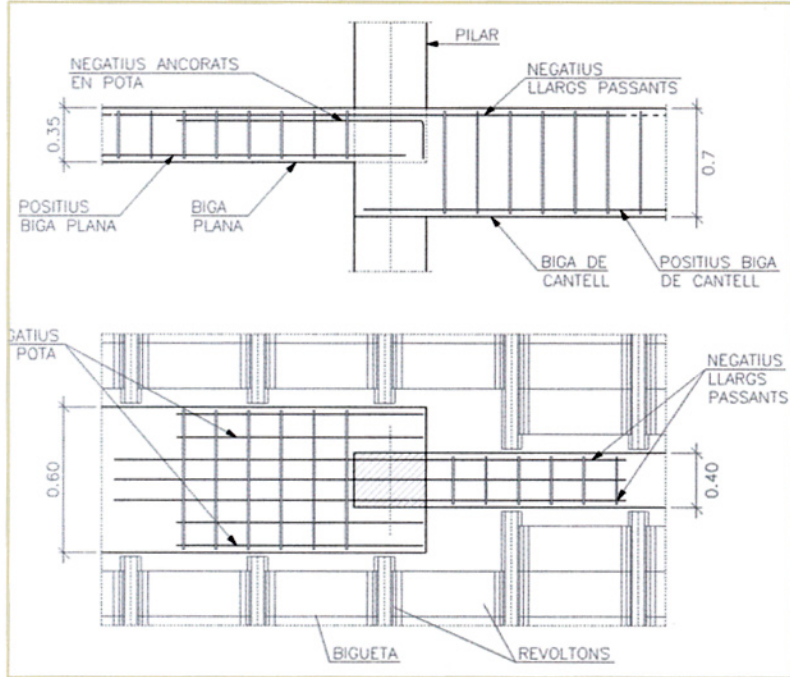 PILAR
NEGATIUS ANCORATS
EN POTA
NEGATIUS
LLARGS PASSANTS
0.35
0.7
POSITIUS
BIGA PLANA
BIGA
PLANA
BIGA DE
CANTELL
POSITIUS BIGA
DE CANTELL
GATIUS
POTA
NEGATIUS
LLARGS
PASSANTS
0.60
0.40
BIGUETA
REVOLTONS